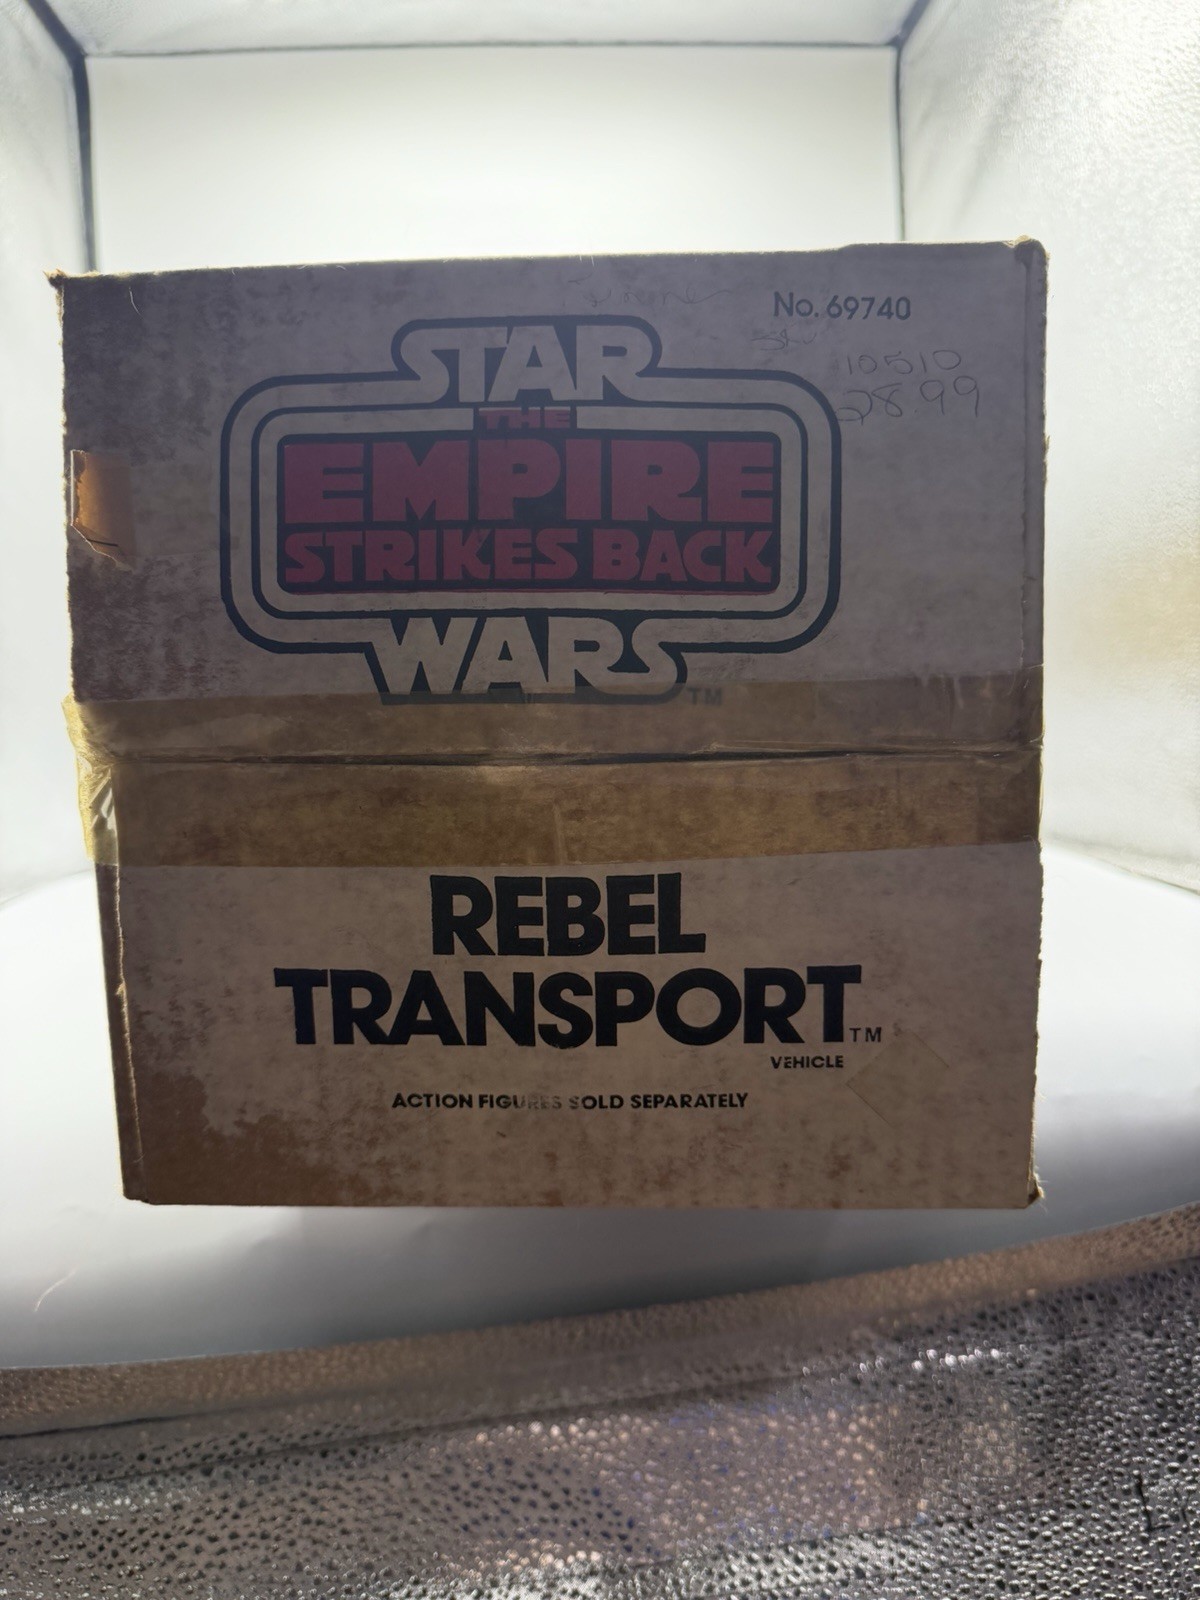 No. 69740
10510
28.99
STAR
THE
EMPIRE
STRIKES BACK
WARS
TM
REBEL
TRANSPORT TM
VEHICLE
ACTION FIGURES SOLD SEPARATELY